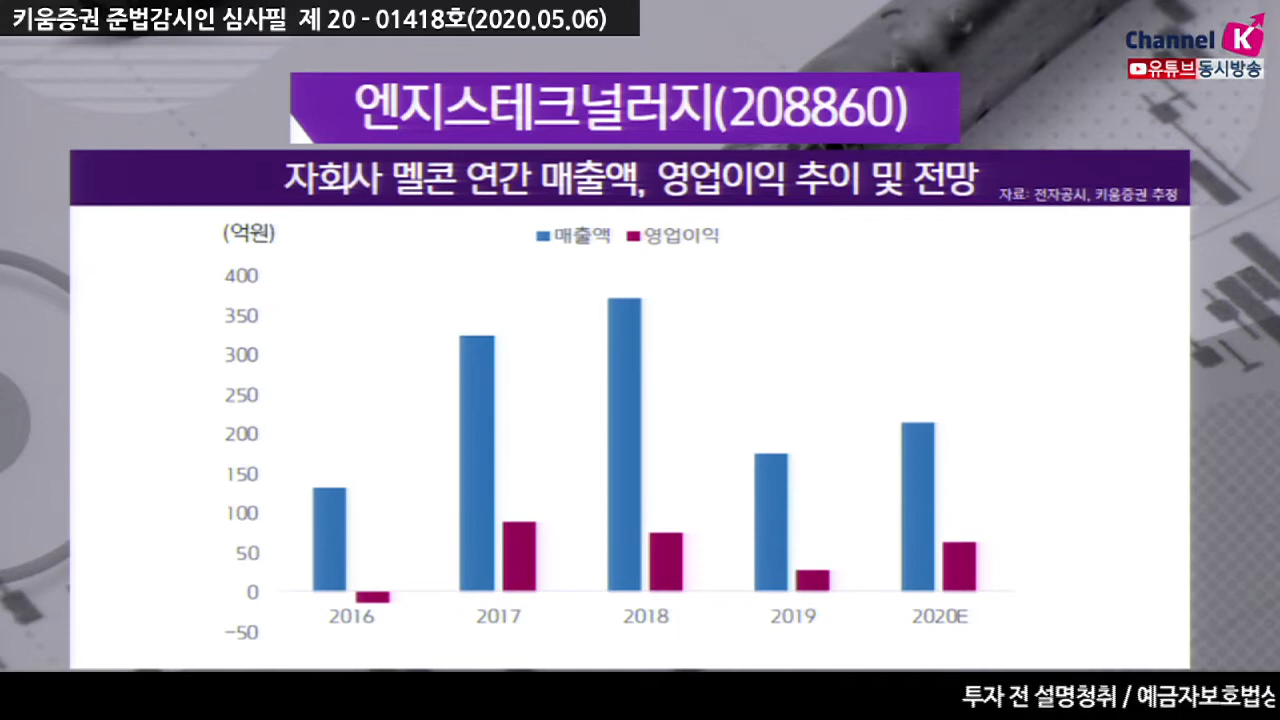 키움증권 준법감시인 심사필 제 20 - 01418호(2020.05.06)
Channel K
유튜브 동시방송
엔지스테크널러지(208860)
자회사 멜콘 연간 매출액, 영업이익 추이 및 전망
자료: 전자공시, 키움증권 추정
(억원)
매출액 영업이익
400
350
300
250
200
150
100
50
0
-50
2016 2017 2018 2019 2020E
투자 전 설명청취 / 예금자보호법상